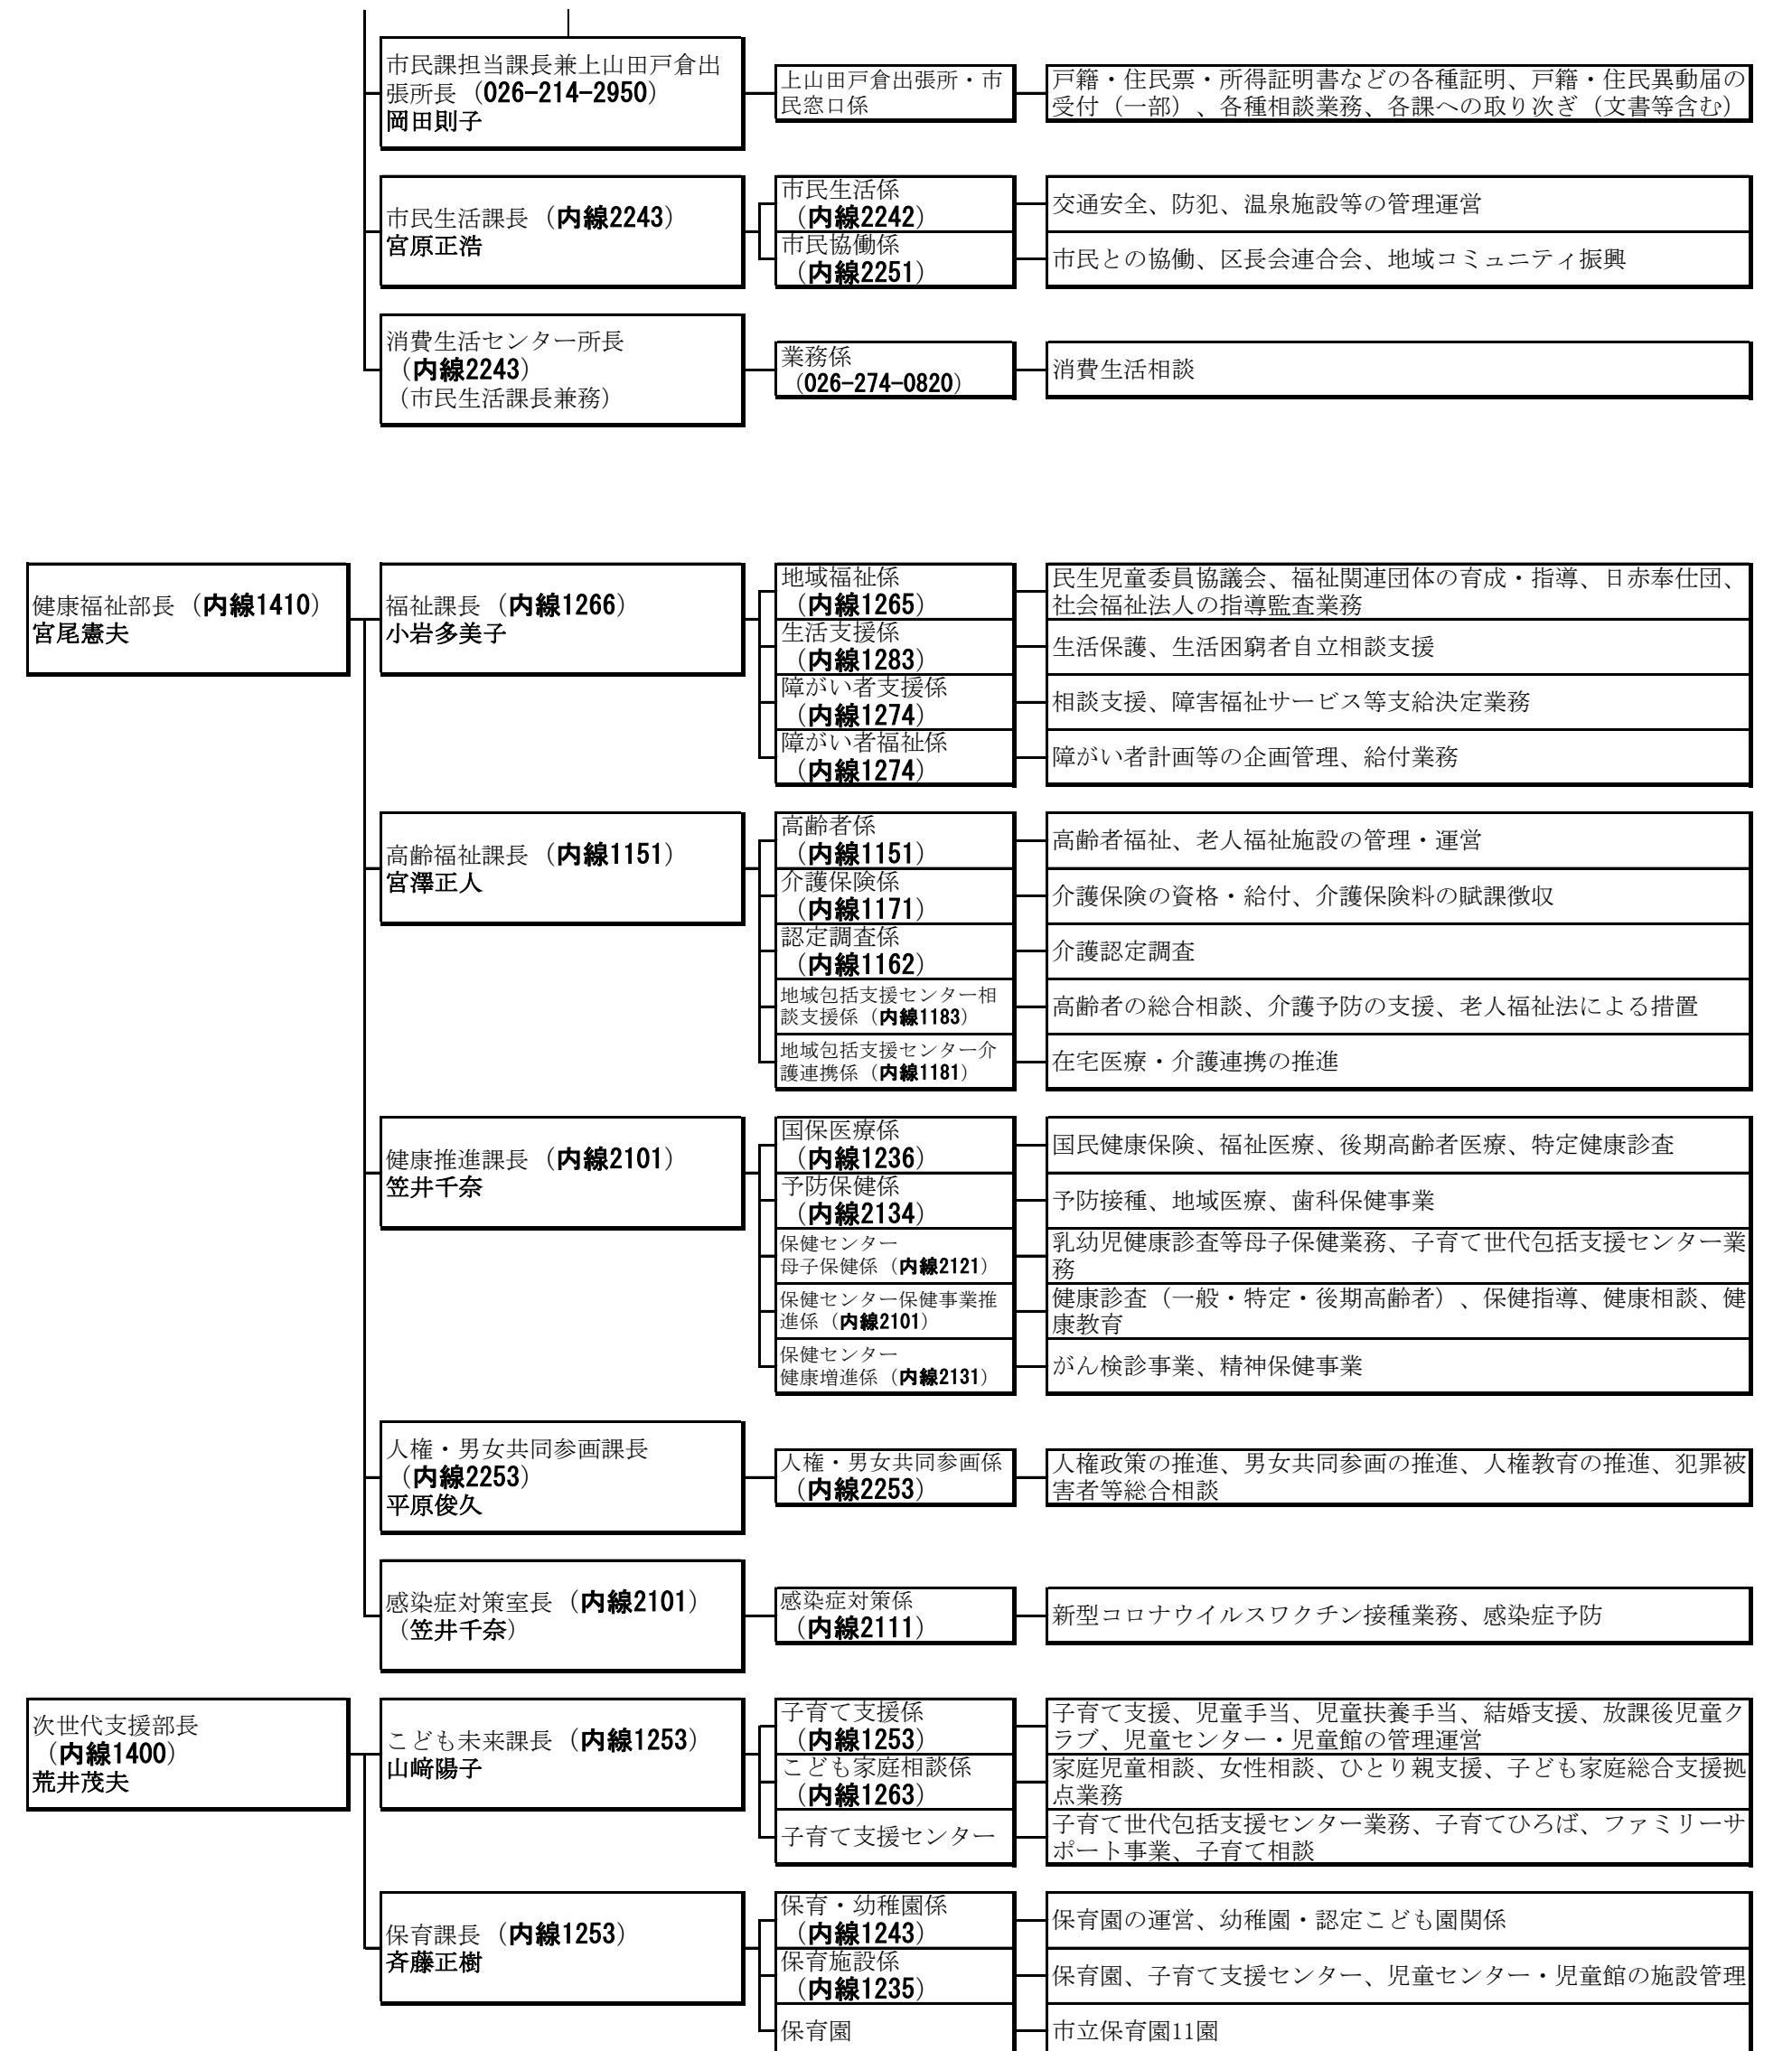 市民課担当課長兼上山田戸倉出
張所長（026-214-2950）
岡田則子
上山田戸倉出張所・市
民窓口係
戸籍・住民票・所得証明書などの各種証明、戸籍・住民異動届の
受付（一部）、各種相談業務、各課への取り次ぎ（文書等含む）
市民生活課長（内線2243）
宮原正浩
市民生活係
（内線2242）
交通安全、防犯、温泉施設等の管理運営
市民協働係
（内線2251）
市民との協働、区長会連合会、地域コミュニティ振興
消費生活センター所長
（内線2243）
（市民生活課長兼務）
業務係
（026-274-0820）
消費生活相談
健康福祉部長（内線1410）
宮尾憲夫
福祉課長（内線1266）
小岩多美子
地域福祉係
（内線1265）
民生児童委員協議会、福祉関連団体の育成・指導、日赤奉仕団、
社会福祉法人の指導監査業務
生活支援係
（内線1283）
生活保護、生活困窮者自立相談支援
障がい者支援係
（内線1274）
相談支援、障害福祉サービス等支給決定業務
障がい者福祉係
（内線1274）
障がい者計画等の企画管理、給付業務
高齢福祉課長（内線1151）
宮澤正人
高齢者係
（内線1151）
高齢者福祉、老人福祉施設の管理・運営
介護保険係
（内線1171）
介護保険の資格・給付、介護保険料の賦課徴収
認定調査係
（内線1162）
介護認定調査
地域包括支援センター相
談支援係（内線1183）
高齢者の総合相談、介護予防の支援、老人福祉法による措置
地域包括支援センター介
護連携係（内線1181）
在宅医療・介護連携の推進
健康推進課長（内線2101）
笠井千奈
国保医療係
（内線1236）
国民健康保険、福祉医療、後期高齢者医療、特定健康診査
予防保健係
（内線2134）
予防接種、地域医療、歯科保健事業
保健センター
母子保健係（内線2121）
乳幼児健康診査等母子保健業務、子育て世代包括支援センター業
務
保健センター保健事業推
進係（内線2101）
健康診査（一般・特定・後期高齢者）、保健指導、健康相談、健
康教育
保健センター
健康増進係（内線2131）
がん検診事業、精神保健事業
人権・男女共同参画課長
（内線2253）
平原俊久
人権・男女共同参画係
（内線2253）
人権政策の推進、男女共同参画の推進、人権教育の推進、犯罪被
害者等総合相談
感染症対策室長（内線2101）
（笠井千奈）
感染症対策係
（内線2111）
新型コロナウイルスワクチン接種業務、感染症予防
次世代支援部長
（内線1400）
荒井茂夫
こども未来課長（内線1253）
山﨑陽子
子育て支援係
（内線1253）
子育て支援、児童手当、児童扶養手当、結婚支援、放課後児童ク
ラブ、児童センター・児童館の管理運営
こども家庭相談係
（内線1263）
家庭児童相談、女性相談、ひとり親支援、子ども家庭総合支援拠
点業務
子育て支援センター
子育て世代包括支援センター業務、子育てひろば、ファミリーサ
ポート事業、子育て相談
保育課長（内線1253）
斉藤正樹
保育・幼稚園係
（内線1243）
保育園の運営、幼稚園・認定こども園関係
保育施設係
（内線1235）
保育園、子育て支援センター、児童センター・児童館の施設管理
保育園
市立保育園11園